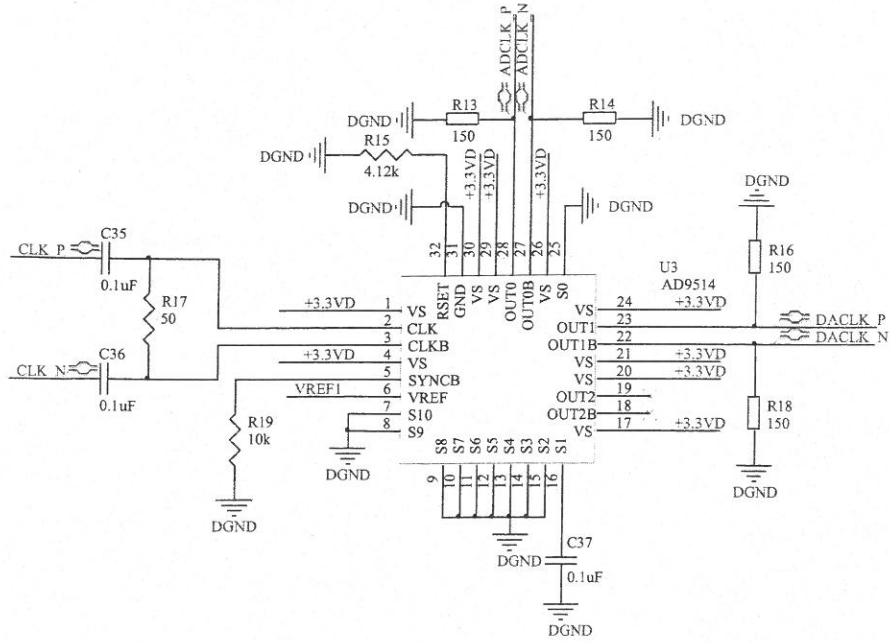 ADCLK_P
ADCLK_N
R13
150
DGND
R14
150
DGND
R15
4.12k
DGND
+3.3VD
+3.3VD
+3.3VD
DGND
DGND
DGND
32
31
30
29
28
27
26
25
RSET
GND
VS
VS
OUT0
OUT0B
VS
S0
U3
AD9514
R16
150
C35
CLK_P
0.1uF
R17
50
C36
CLK_N
0.1uF
+3.3VD
1
VS
2
CLK
3
CLKB
+3.3VD
4
VS
5
SYNCB
VREF1
6
VREF
7
S10
8
S9
DGND
R19
10k
DGND
24
VS
+3.3VD
23
OUT1
DACLK_P
22
OUT1B
DACLK_N
21
VS
+3.3VD
20
VS
+3.3VD
19
OUT2
18
OUT2B
17
VS
+3.3VD
R18
150
DGND
S8
S7
S6
S5
S4
S3
S2
S1
9
10
11
12
13
14
15
16
DGND
C37
0.1uF
DGND